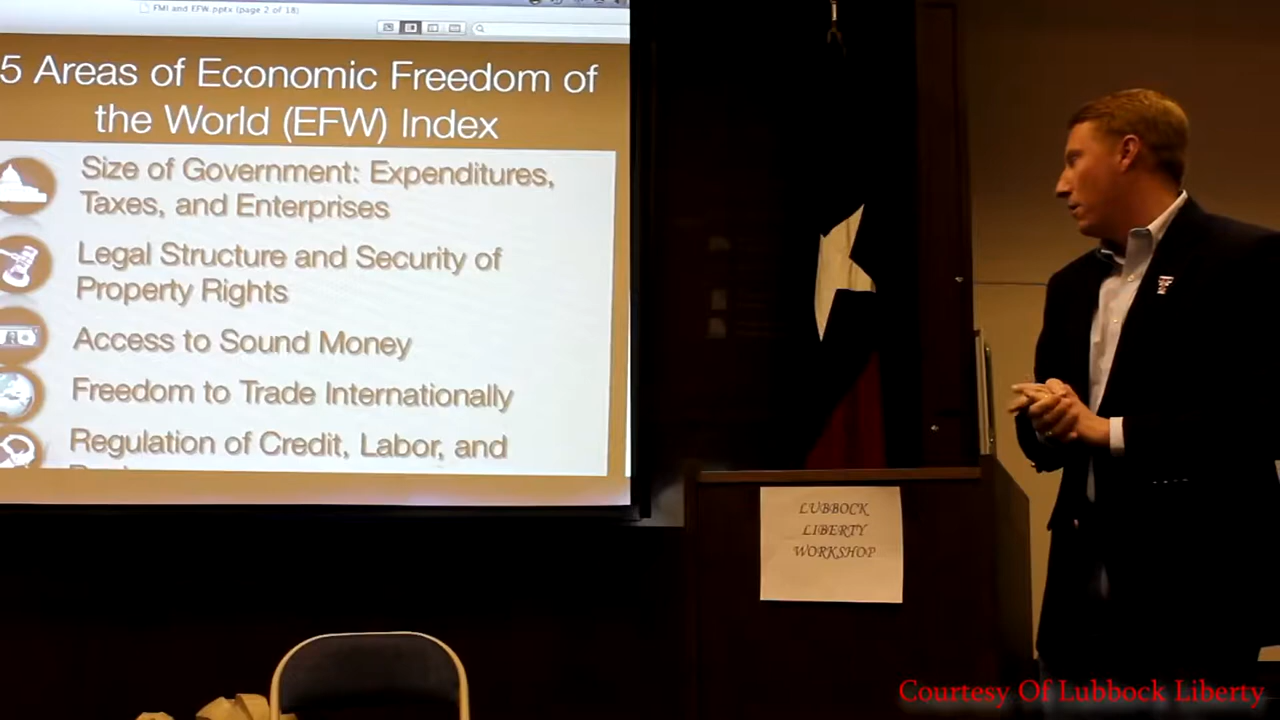 FMI and EFW.pptx (page 2 of 18)
5 Areas of Economic Freedom of
the World (EFW) Index
Size of Government: Expenditures,
Taxes, and Enterprises
Legal Structure and Security of
Property Rights
Access to Sound Money
Freedom to Trade Internationally
Regulation of Credit, Labor, and
LUBBOCK
LIBERTY
WORKSHOP
Courtesy Of Lubbock Liberty